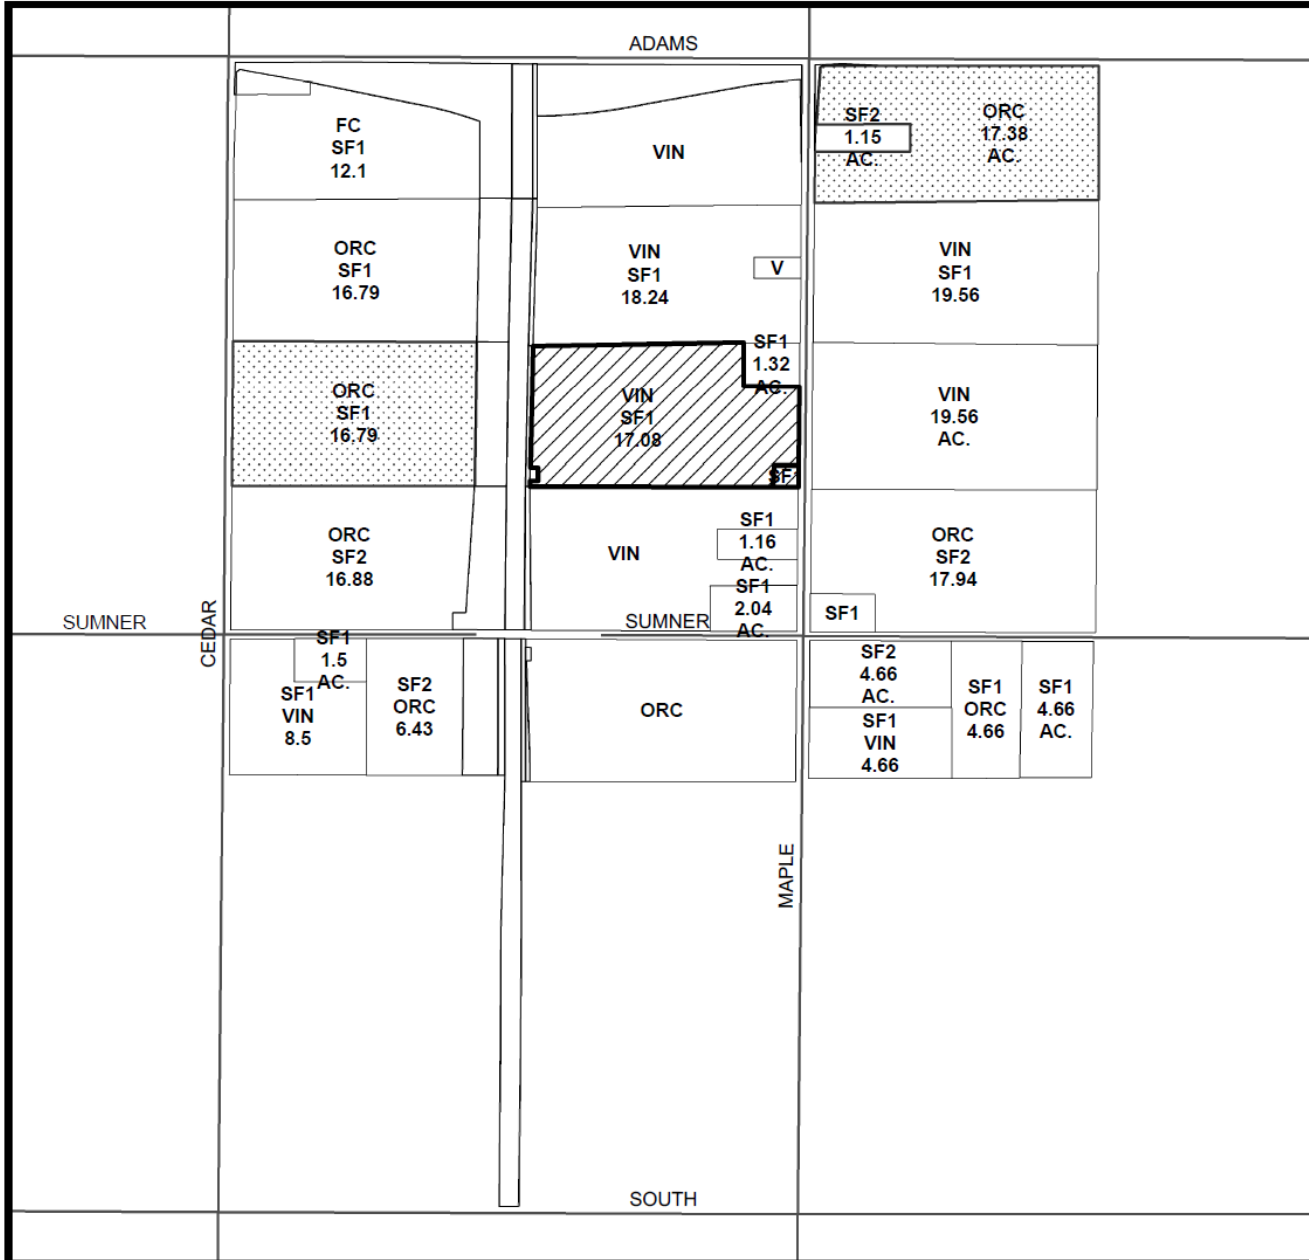 ADAMS
FC
SF1
12.1
VIN
SF2
1.15
AC.
ORC
17.38
AC.
ORC
SF1
16.79
VIN
SF1
18.24
V
VIN
SF1
19.56
ORC
SF1
16.79
VIN
SF1
17.08
SF1
1.32
AC.
SF
VIN
19.56
AC.
ORC
SF2
16.88
VIN
SF1
1.16
AC.
SF1
2.04
AC.
ORC
SF2
17.94
SF1
SUMNER
CEDAR
SUMNER
SF1
1.5
AC.
SF1
VIN
8.5
SF2
ORC
6.43
ORC
SF2
4.66
AC.
SF1
VIN
4.66
SF1
ORC
4.66
SF1
4.66
AC.
MAPLE
SOUTH